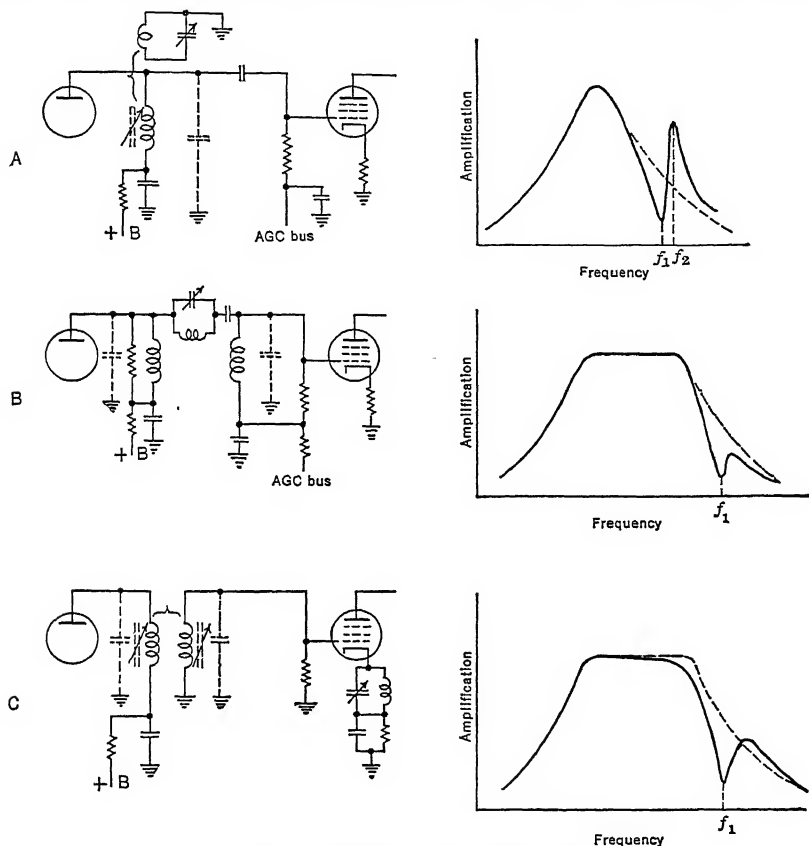 A
+ B
AGC bus
Amplification
f₁ f₂
Frequency
B
+ B
AGC bus
Amplification
f₁
Frequency
C
+ B
Amplification
f₁
Frequency